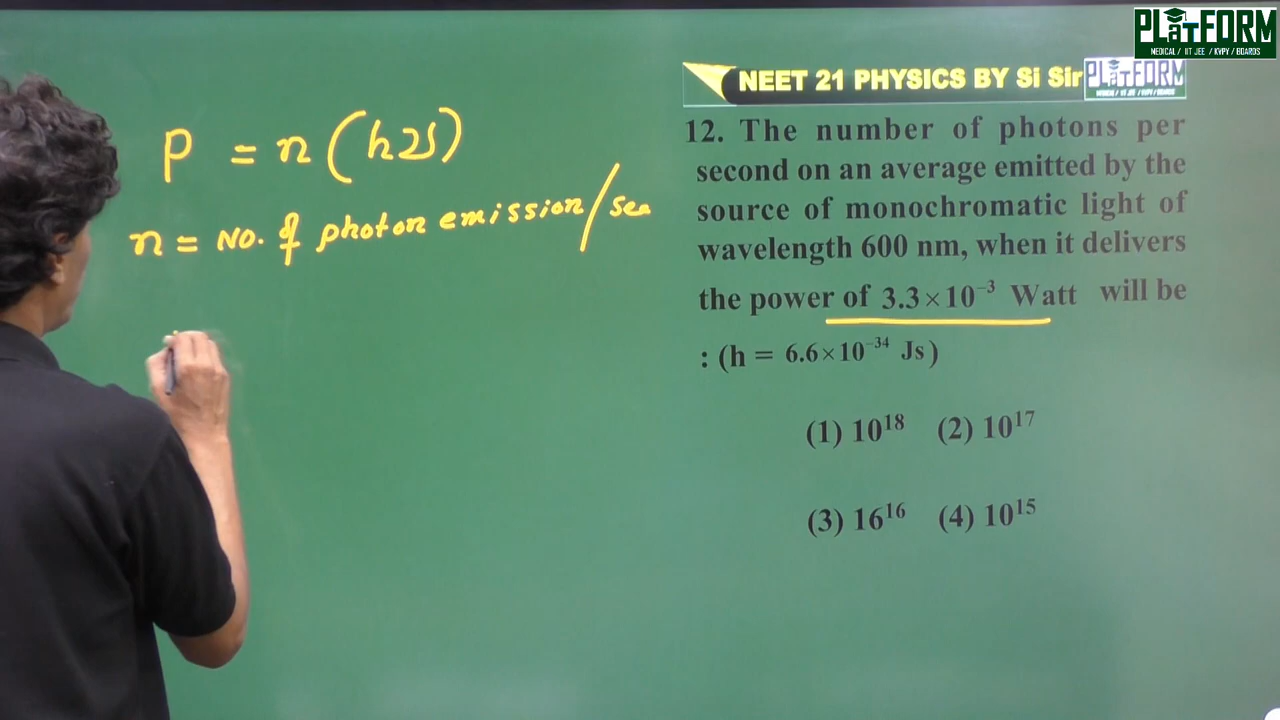 PLATFORM
MEDICAL / IIT JEE / KVPY / BOARDS
NEET 21 PHYSICS BY Si Sir
PLATFORM
P = n (hν)
n = No. of photon emission / sec
12. The number of photons per
second on an average emitted by the
source of monochromatic light of
wavelength 600 nm, when it delivers
the power of 3.3×10⁻³ Watt will be
: (h = 6.6×10⁻³⁴ Js)
(1) 10¹⁸ (2) 10¹⁷
(3) 16¹⁶ (4) 10¹⁵